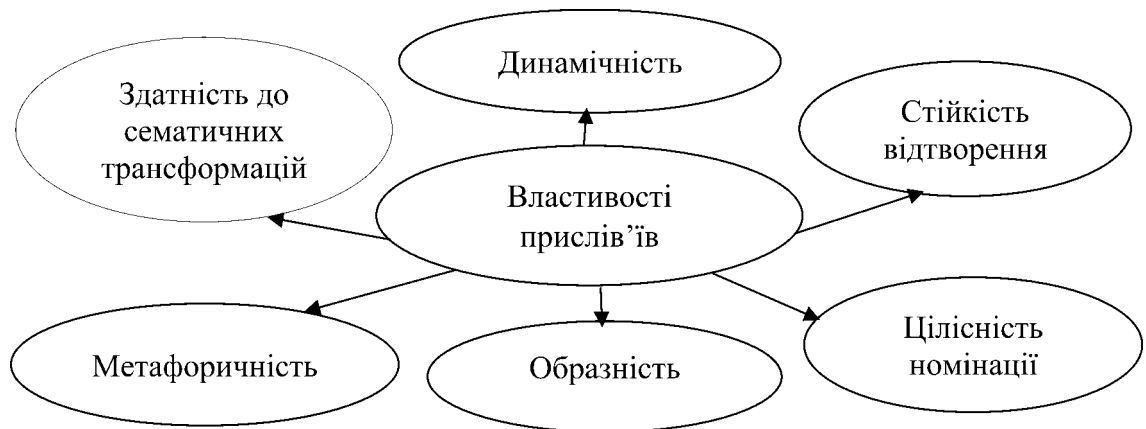 Динамічність
Здатність до
сематичних
трансформацій
Стійкість
відтворення
Властивості
прислів’їв
Метафоричність
Образність
Цілісність
номінації